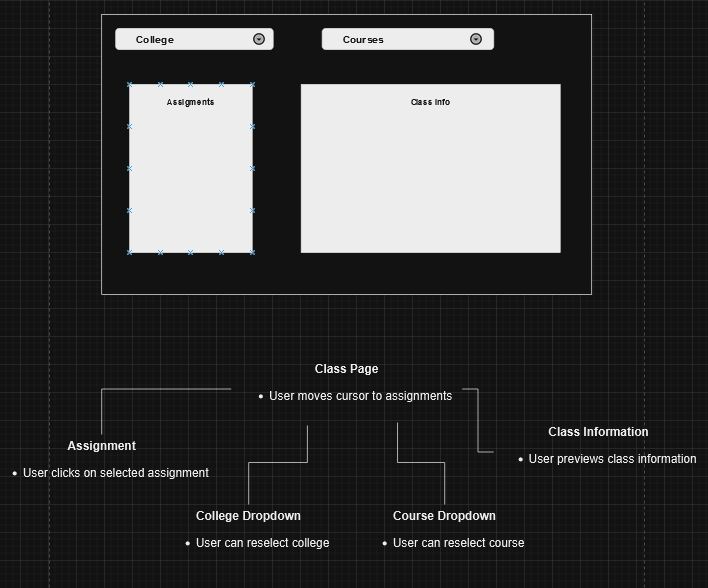 College
Courses
Assigments
Class Info
Class Page
• User moves cursor to assignments
Assignment
• User clicks on selected assignment
Class Information
• User previews class information
College Dropdown
• User can reselect college
Course Dropdown
• User can reselect course